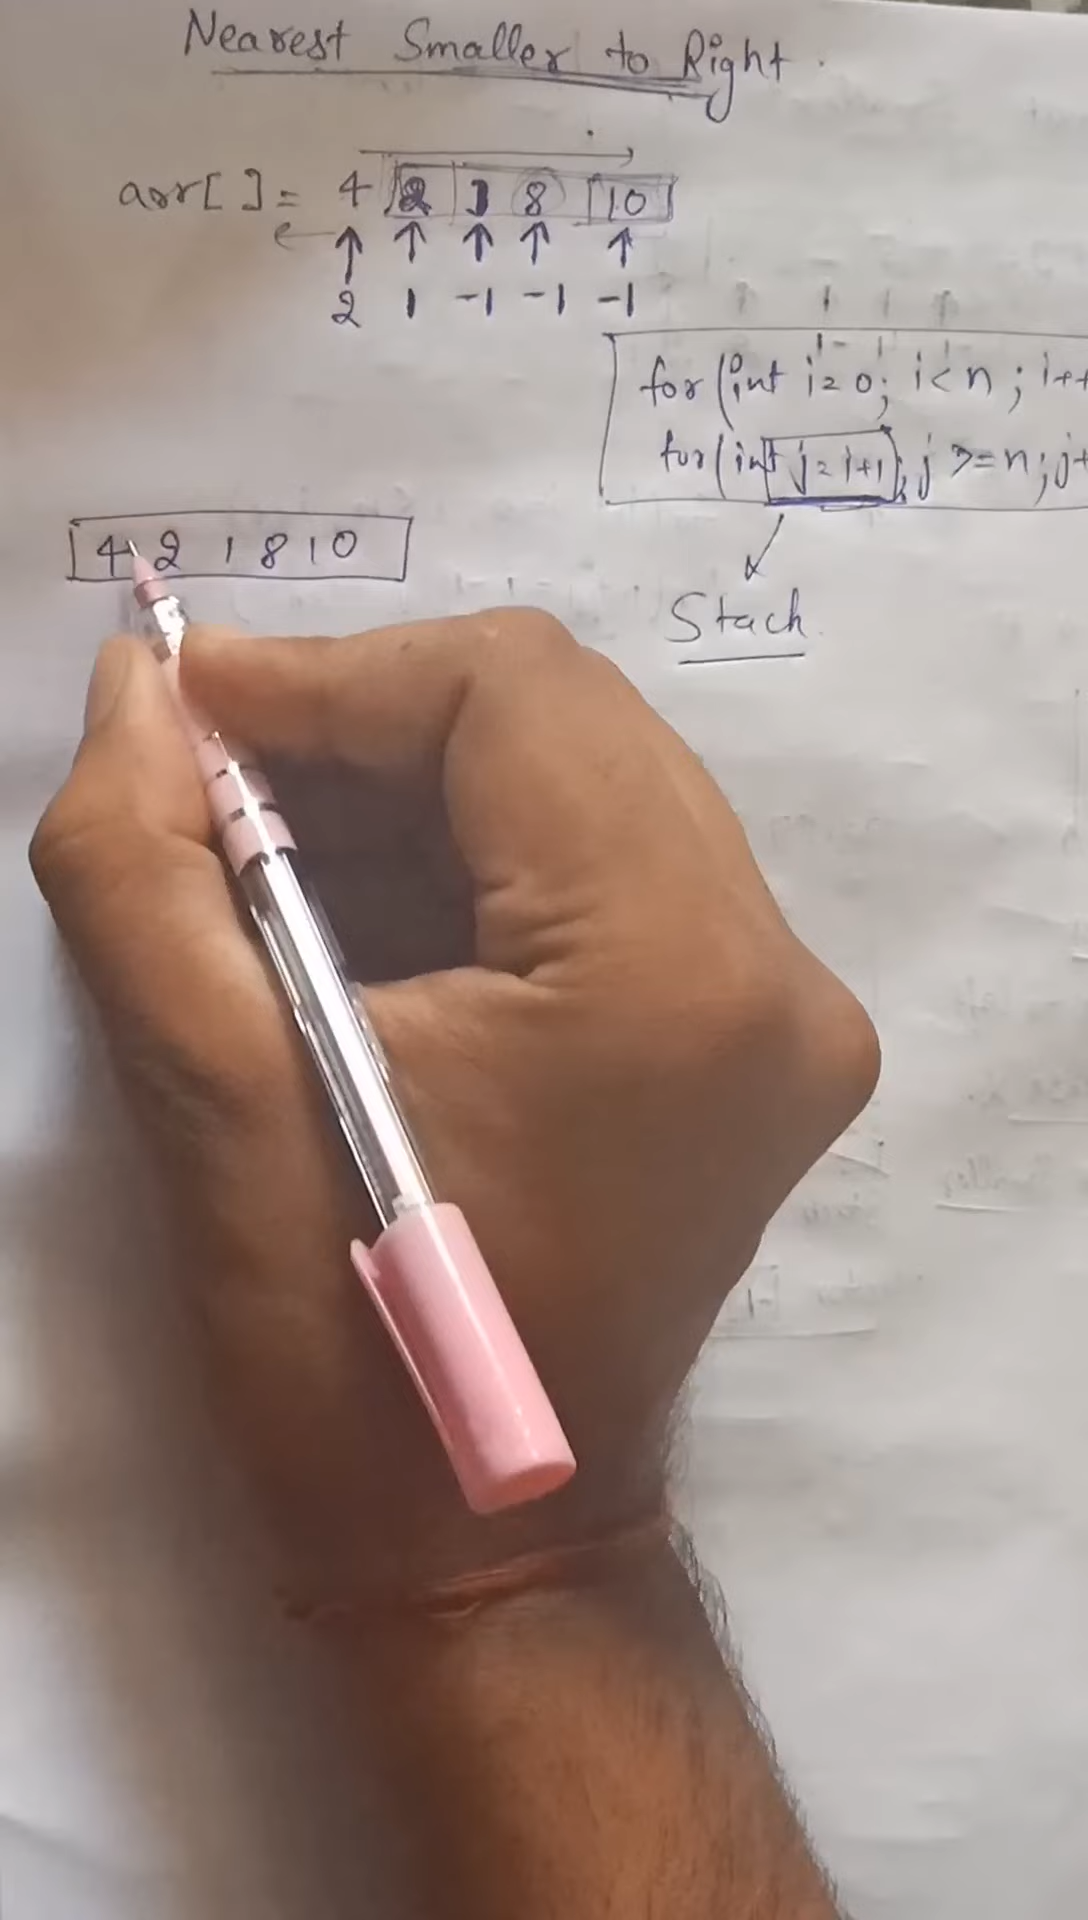 Nearest Smaller to Right
arr[ ] = 4 2 1 8 10
2 1 -1 -1 -1
for (int i=0; i<n; i++
for (int j=i+1; j>=n; j+
4 2 1 8 10
Stack